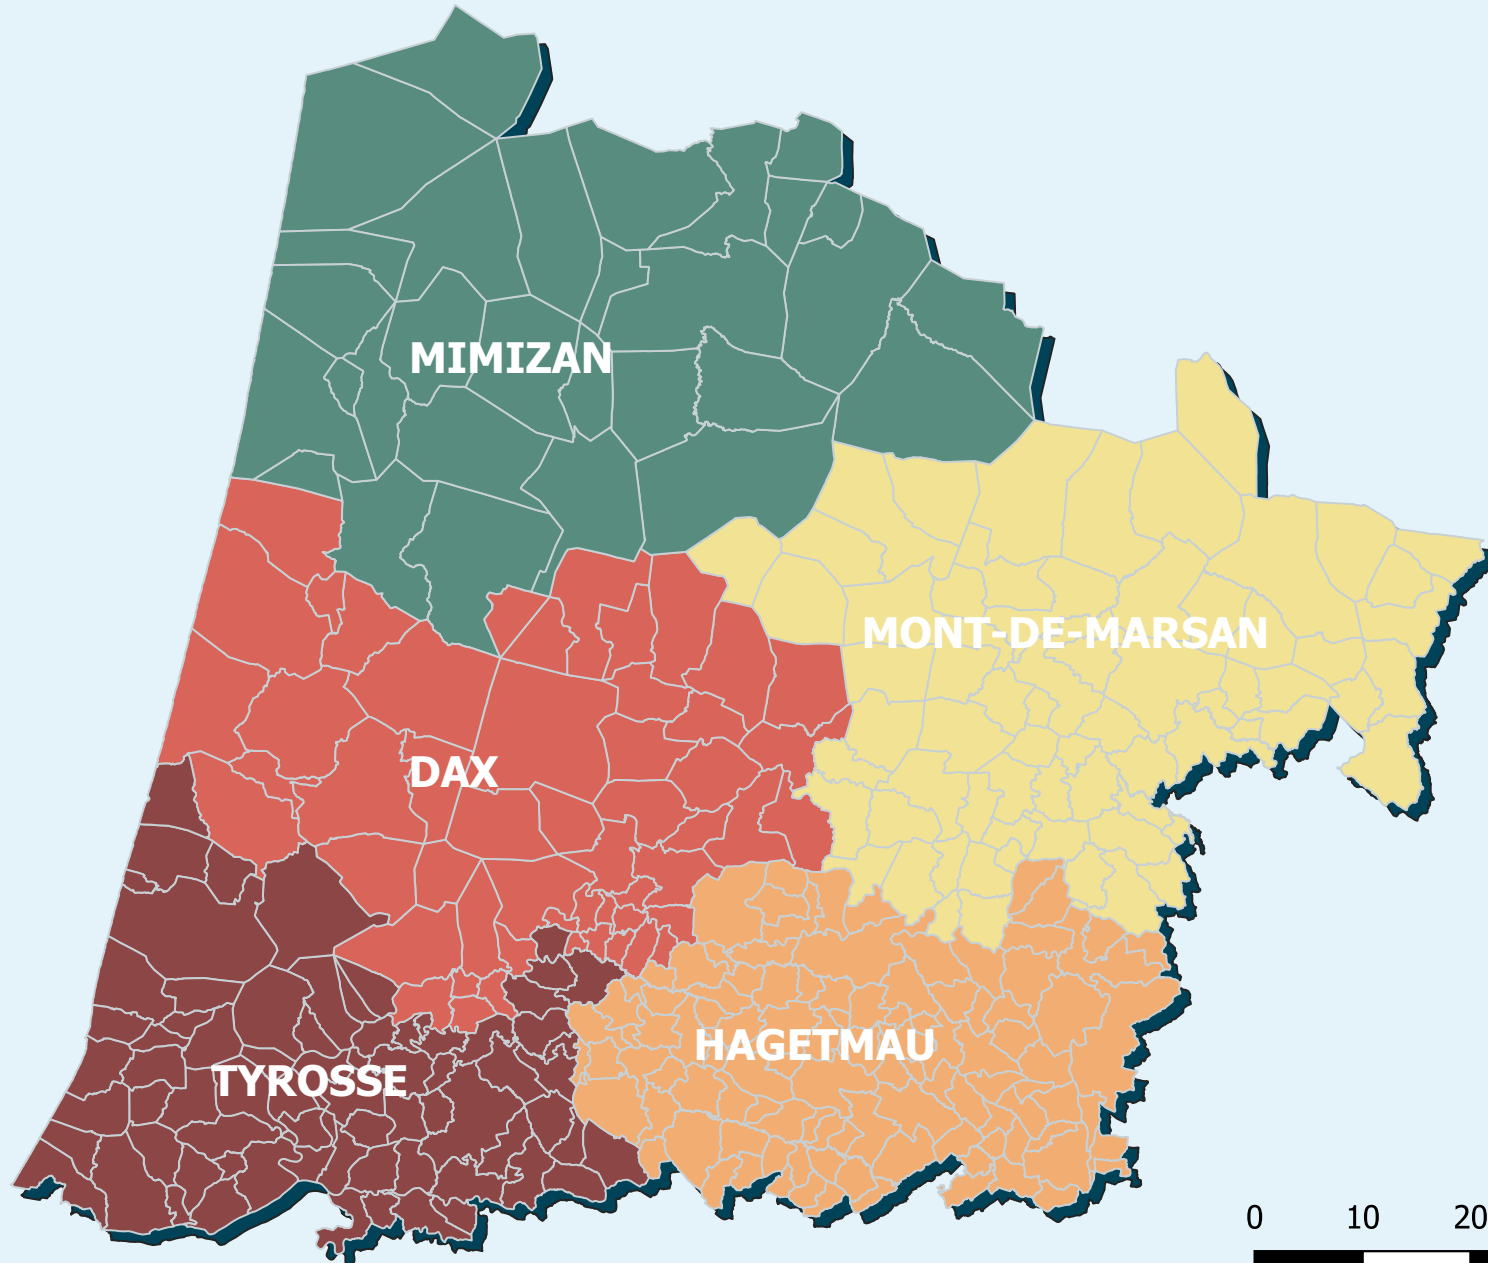 MIMIZAN
MONT-DE-MARSAN
DAX
HAGETMAU
TYROSSE
0 10 20